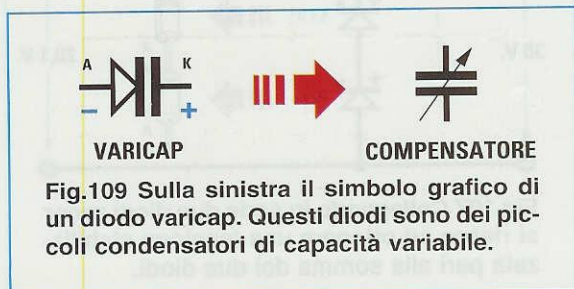 A K
– +
VARICAP COMPENSATORE
Fig.109 Sulla sinistra il simbolo grafico di
un diodo varicap. Questi diodi sono dei pic-
coli condensatori di capacità variabile.